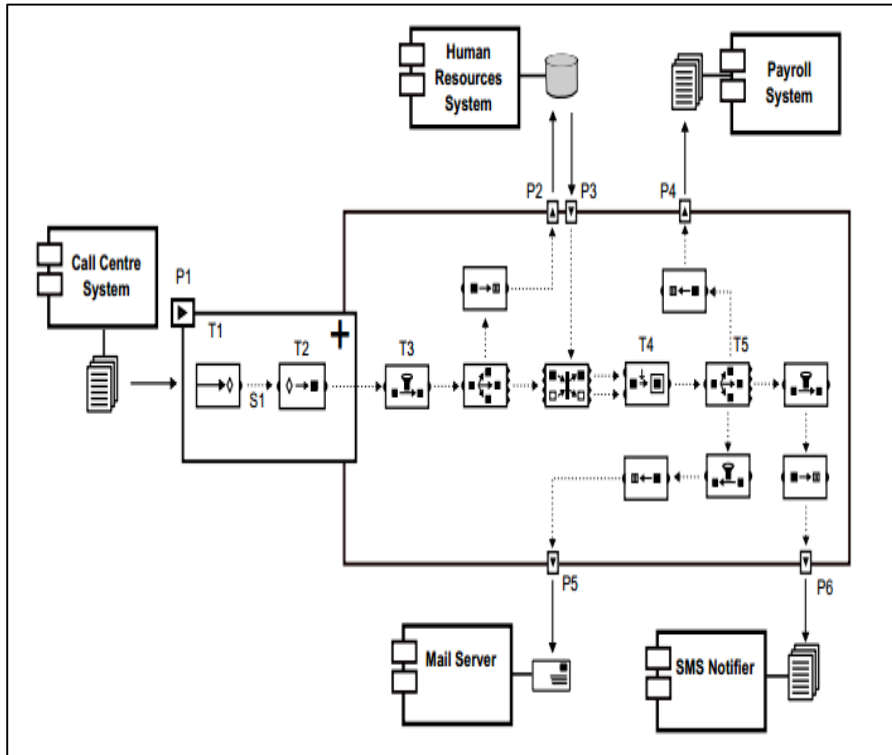 Human
Resources
System
Payroll
System
P2
P3
P4
Call Centre
System
P1
T1
T2
S1
T3
T4
T5
P5
P6
Mail Server
SMS Notifier